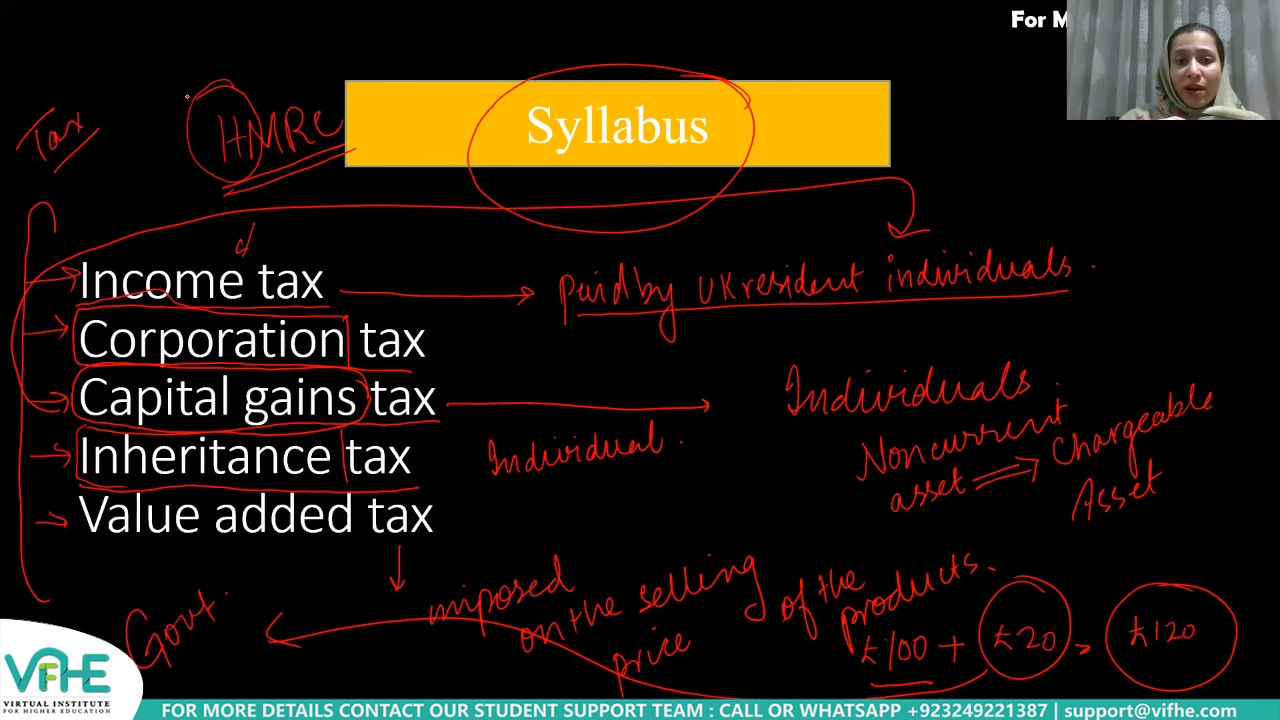 For M
Syllabus
Tax
HMRC
Income tax
Paid by UK resident individuals.
Corporation tax
Capital gains tax
Individuals.
Noncurrent
asset
Chargeable
Asset
Inheritance tax
Individual.
Value added tax
imposed
on the selling
price
of the
products.
£100 + £20 = £120
Govt.
VIFHE
VIRTUAL INSTITUTE
FOR HIGHER EDUCATION
FOR MORE DETAILS CONTACT OUR STUDENT SUPPORT TEAM : CALL OR WHATSAPP +923249221387 | support@vifhe.com